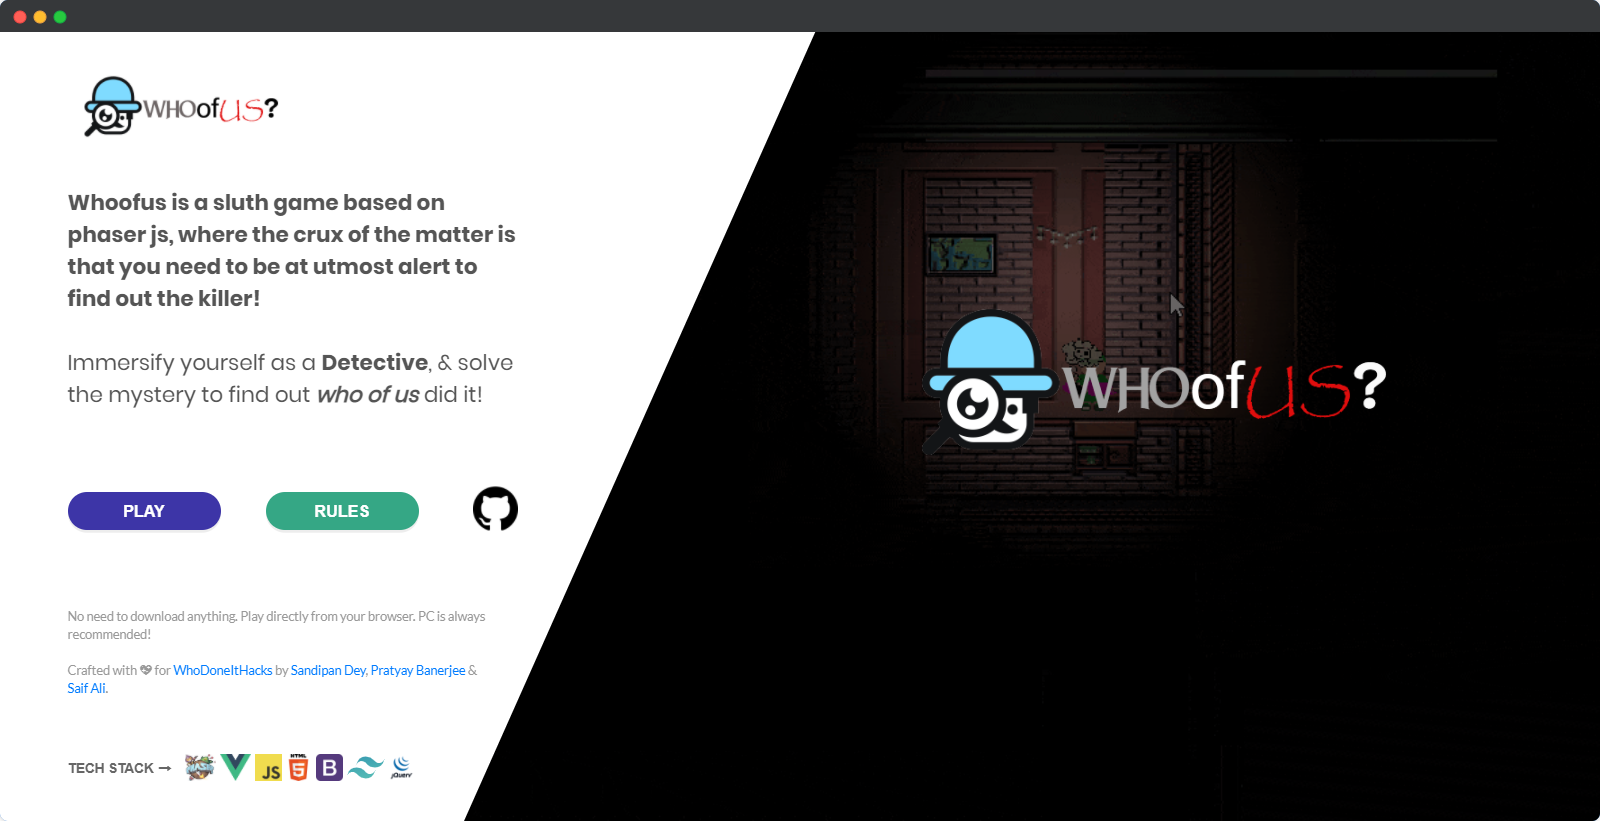 WHOofUS?
Whoofus is a sluth game based on
phaser js, where the crux of the matter is
that you need to be at utmost alert to
find out the killer!
Immersify yourself as a Detective, & solve
the mystery to find out who of us did it!
PLAY
RULES
No need to download anything. Play directly from your browser. PC is always
recommended!
Crafted with for WhoDoneItHacks by Sandipan Dey, Pratyay Banerjee &
Saif Ali.
TECH STACK →
JS
HTML
5
B
jQuery
WHOofUS?